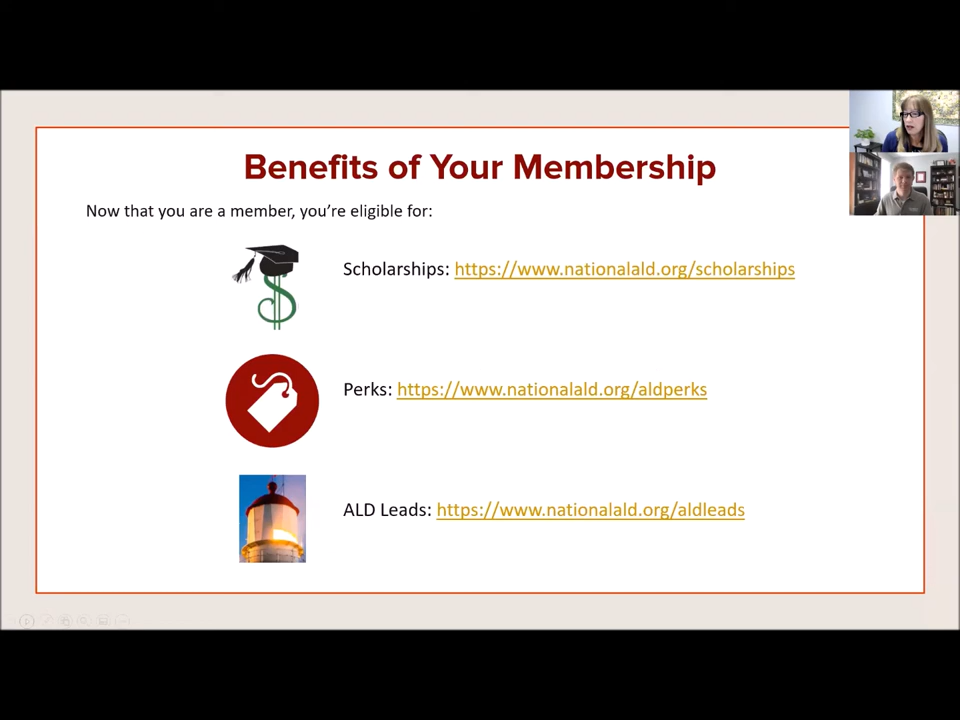 Benefits of Your Membership
Now that you are a member, you're eligible for:
Scholarships: https://www.nationalald.org/scholarships
Perks: https://www.nationalald.org/aldperks
ALD Leads: https://www.nationalald.org/aldleads